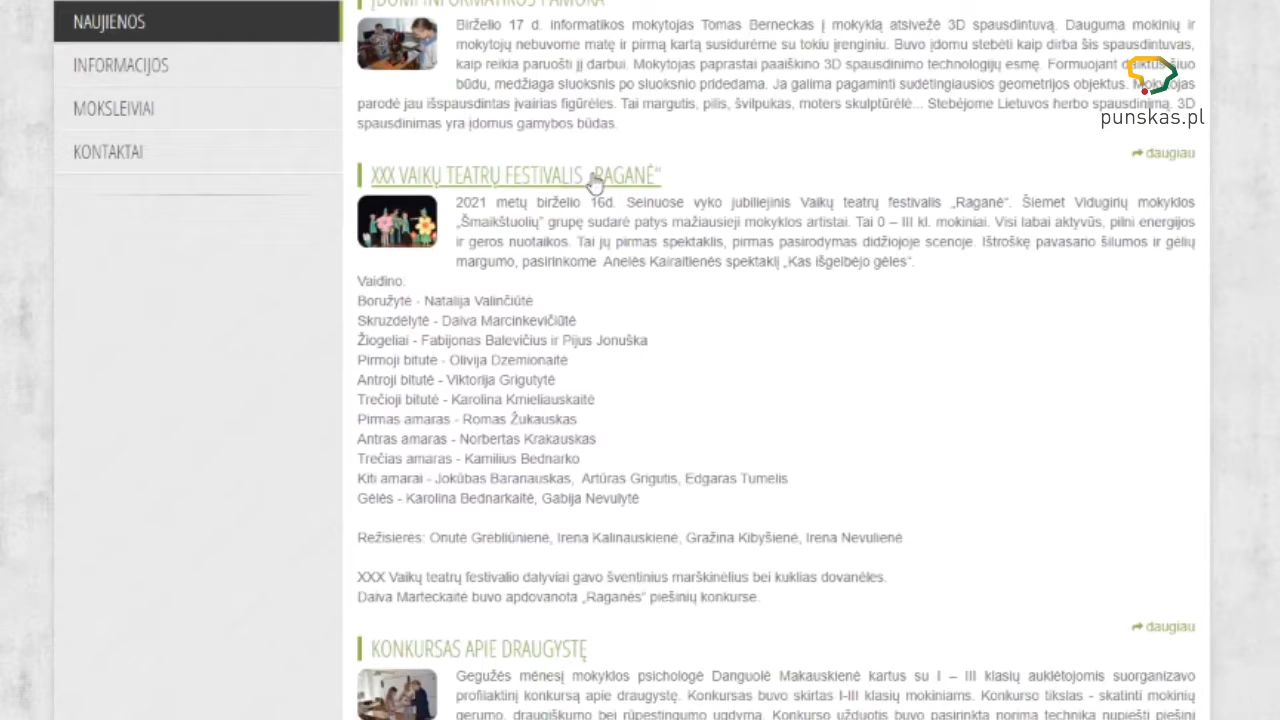 NAUJIENOS
INFORMACIJOS
MOKSLEIVIAI
KONTAKTAI
ĮDOMI INFORMATIKOS PAMOKA
Birželio 17 d. informatikos mokytojas Tomas Berneckas į mokyklą atsivežė 3D spausdintuvą. Dauguma mokinių ir
mokytojų nebuvome matę ir pirmą kartą susidurėme su tokiu įrenginiu. Buvo įdomu stebėti kaip dirba šis spausdintuvas,
kaip reikia paruošti jį darbui. Mokytojas paprastai paaiškino 3D spausdinimo technologijų esmę. Formuojant daiktus šiuo
būdu, medžiaga sluoksnis po sluoksnio pridedama. Ja galima pagaminti sudėtingiausios geometrijos objektus. Mokytojas
parodė jau išspausdintas įvairias figūrėles. Tai margutis, pilis, švilpukas, moters skulptūrėlė... Stebėjome Lietuvos herbo spausdinimą. 3D
spausdinimas yra įdomus gamybos būdas.
punskas.pl
daugiau
XXX VAIKŲ TEATRŲ FESTIVALIS „RAGANĖ“
2021 metų birželio 16d. Seinuose vyko jubiliejinis Vaikų teatrų festivalis „Raganė“. Šiemet Vidugirių mokyklos
„Šmaikštuolių“ grupę sudarė patys mažiausieji mokyklos artistai. Tai 0 – III kl. mokiniai. Visi labai aktyvūs, pilni energijos
ir geros nuotaikos. Tai jų pirmas spektaklis, pirmas pasirodymas didžiojoje scenoje. Ištroškę pavasario šilumos ir gėlių
margumo, pasirinkome Anelės Kairaitienės spektaklį „Kas išgelbėjo gėles“.
Vaidino:
Boružytė - Natalija Valinčiūtė
Skruzdėlytė - Daiva Marcinkevičiūtė
Žiogeliai - Fabijonas Balevičius ir Pijus Jonuška
Pirmoji bitutė - Olivija Dzemionaitė
Antroji bitutė - Viktorija Grigutytė
Trečioji bitutė - Karolina Kmieliauskaitė
Pirmas amaras - Romas Žukauskas
Antras amaras - Norbertas Krakauskas
Trečias amaras - Kamilius Bednarko
Kiti amarai - Jokūbas Baranauskas, Artūras Grigutis, Edgaras Tumelis
Gėlės - Karolina Bednarkaitė, Gabija Nevulytė
Režisierės: Onutė Grėbliūnienė, Irena Kalinauskienė, Gražina Kibyšienė, Irena Nevulienė
XXX Vaikų teatrų festivalio dalyviai gavo šventinius marškinėlius bei kuklias dovanėles.
Daiva Marteckaitė buvo apdovanota „Raganės“ piešinių konkurse.
daugiau
KONKURSAS APIE DRAUGYSTĘ
Gegužės mėnesį mokyklos psichologė Danguolė Makauskienė kartus su I – III klasių auklėtojomis suorganizavo
profilaktinį konkursą apie draugystę. Konkursas buvo skirtas I-III klasių mokiniams. Konkurso tikslas - skatinti mokinių
gerumo, draugiškumo bei rūpestingumo ugdymą. Konkurso užduotis buvo pasirinkta norima technika nupiešti piešinį